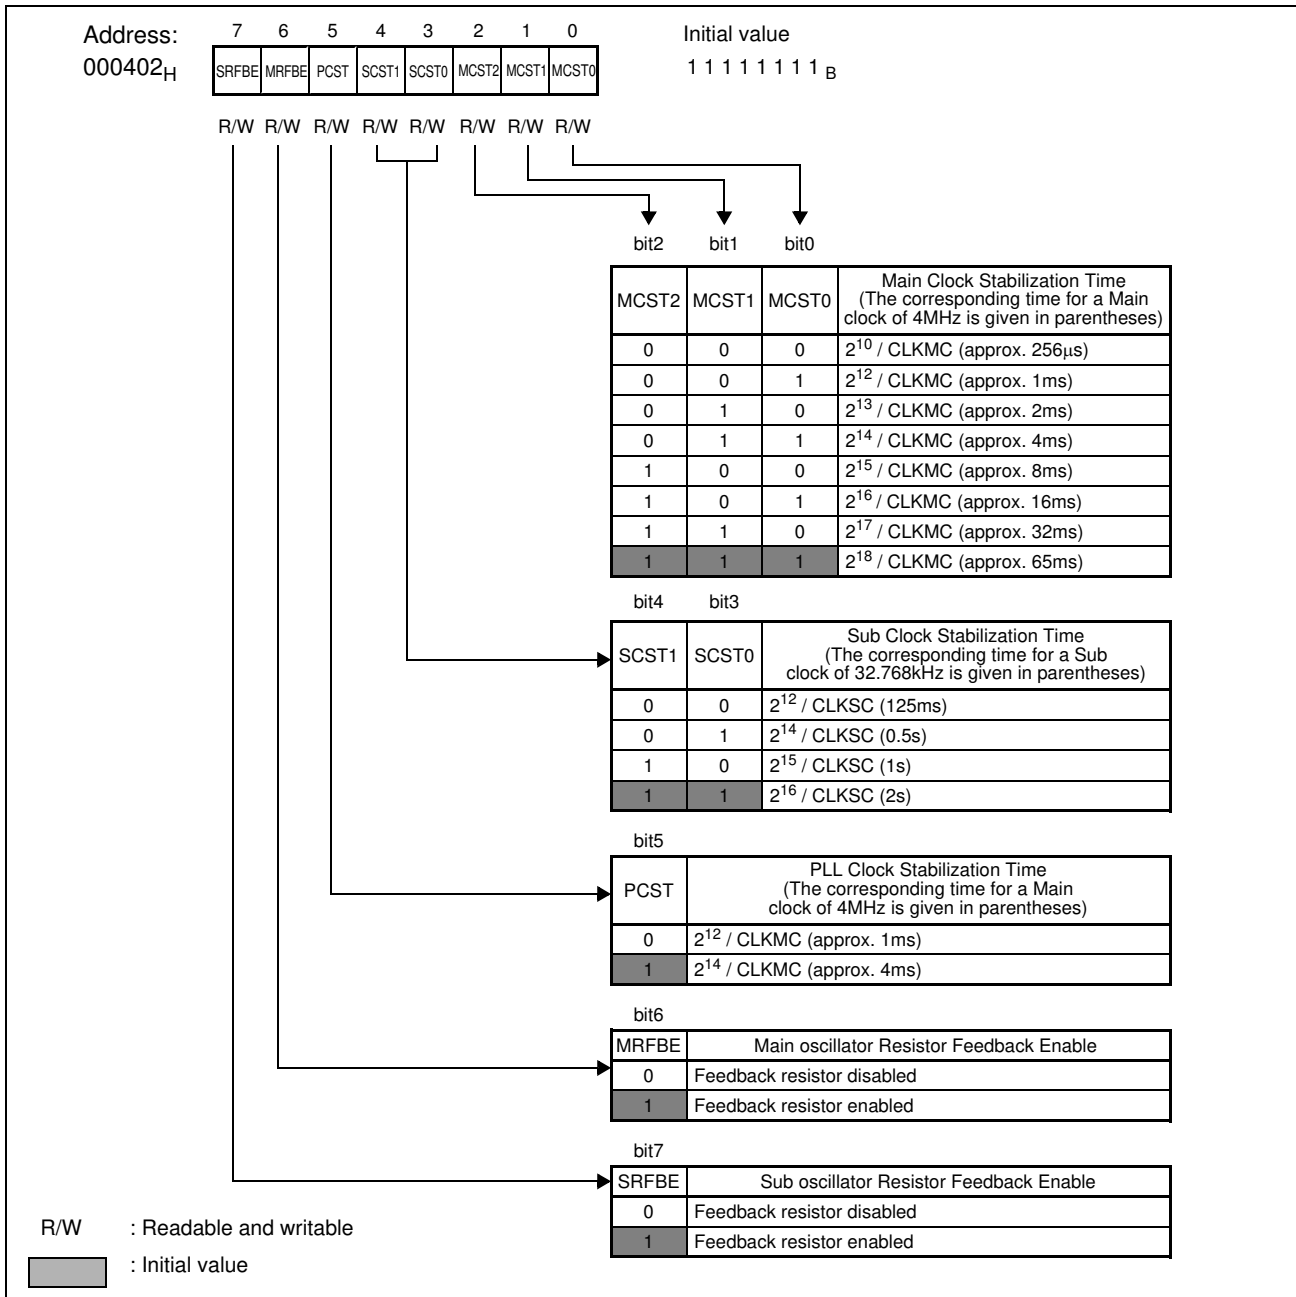 Address: 7 6 5 4 3 2 1 0 Initial value
000402H SRFBE MRFBE PCST SCST1 SCST0 MCST2 MCST1 MCST0 1 1 1 1 1 1 1 1 B
R/W R/W R/W R/W R/W R/W R/W R/W
bit2 bit1 bit0
MCST2 MCST1 MCST0 Main Clock Stabilization Time
(The corresponding time for a Main
clock of 4MHz is given in parentheses)
0 0 0 2^10 / CLKMC (approx. 256μs)
0 0 1 2^12 / CLKMC (approx. 1ms)
0 1 0 2^13 / CLKMC (approx. 2ms)
0 1 1 2^14 / CLKMC (approx. 4ms)
1 0 0 2^15 / CLKMC (approx. 8ms)
1 0 1 2^16 / CLKMC (approx. 16ms)
1 1 0 2^17 / CLKMC (approx. 32ms)
1 1 1 2^18 / CLKMC (approx. 65ms)
bit4 bit3
SCST1 SCST0 Sub Clock Stabilization Time
(The corresponding time for a Sub
clock of 32.768kHz is given in parentheses)
0 0 2^12 / CLKSC (125ms)
0 1 2^14 / CLKSC (0.5s)
1 0 2^15 / CLKSC (1s)
1 1 2^16 / CLKSC (2s)
bit5
PCST PLL Clock Stabilization Time
(The corresponding time for a Main
clock of 4MHz is given in parentheses)
0 2^12 / CLKMC (approx. 1ms)
1 2^14 / CLKMC (approx. 4ms)
bit6
MRFBE Main oscillator Resistor Feedback Enable
0 Feedback resistor disabled
1 Feedback resistor enabled
bit7
SRFBE Sub oscillator Resistor Feedback Enable
0 Feedback resistor disabled
1 Feedback resistor enabled
R/W : Readable and writable
: Initial value